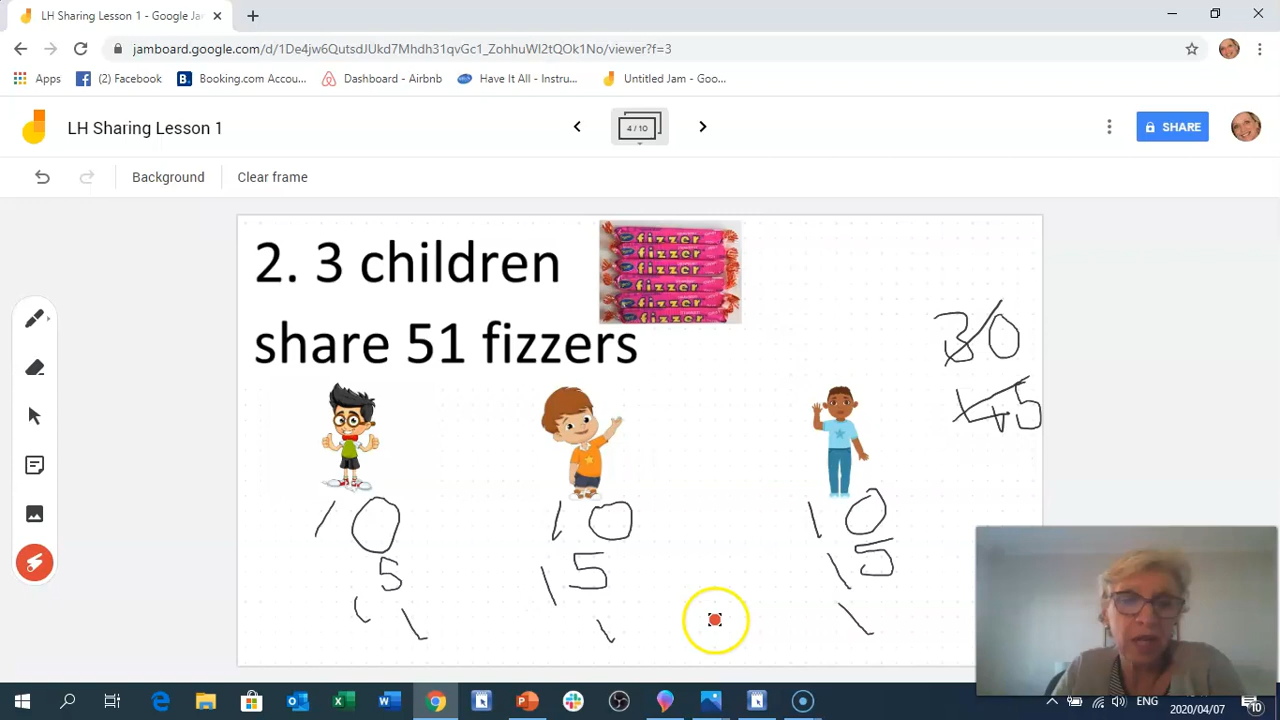 LH Sharing Lesson 1 - Google Ja
jamboard.google.com/d/1De4jw6QutsdJUkd7Mhdh31qvGc1_ZohhuWl2tQOk1No/viewer?f=3
Apps
(2) Facebook
Booking.com Accou...
Dashboard - Airbnb
Have It All - Instru...
Untitled Jam - Goo...
LH Sharing Lesson 1
4 / 10
SHARE
Background
Clear frame
2. 3 children
share 51 fizzers
fizzer
fizzer
fizzer
fizzer
fizzer
fizzer
30
45
10 10 10
5 15 15
ENG
2020/04/07
10